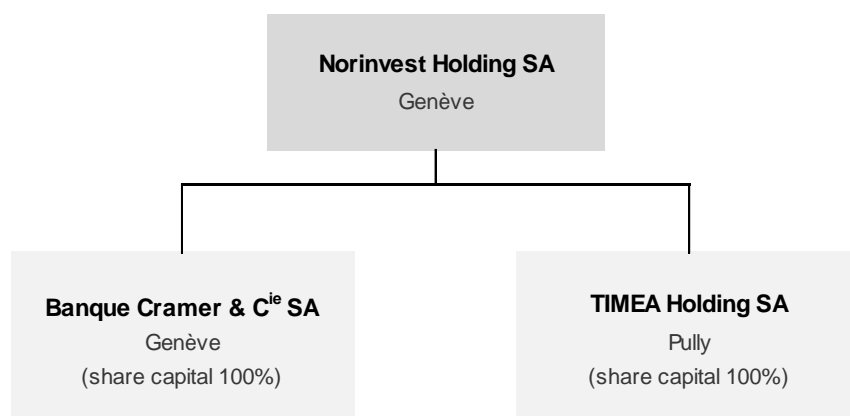 Norinvest Holding SA
Genève
Banque Cramer & Cie SA
Genève
(share capital 100%)
TIMEA Holding SA
Pully
(share capital 100%)